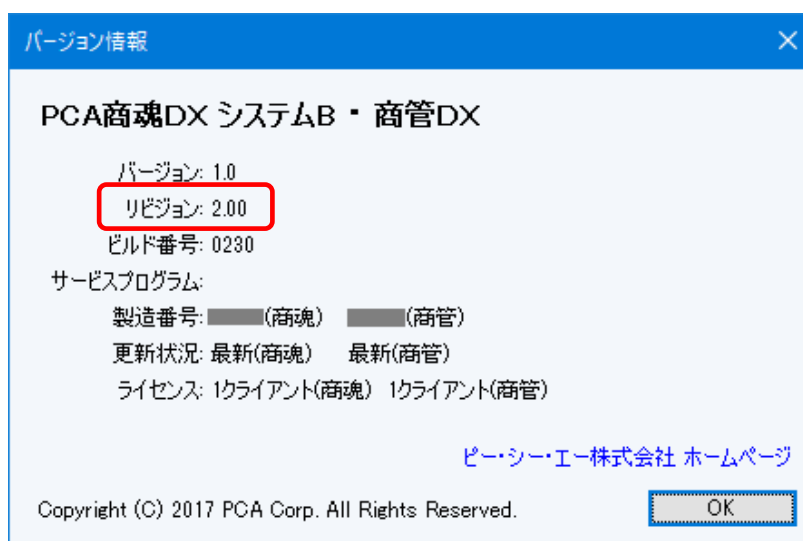 バージョン情報
PCA商魂DX システムB ・ 商管DX
バージョン: 1.0
リビジョン: 2.00
ビルド番号: 0230
サービスプログラム:
製造番号: (商魂) (商管)
更新状況: 最新(商魂) 最新(商管)
ライセンス: 1クライアント(商魂) 1クライアント(商管)
ピー・シー・エー株式会社 ホームページ
Copyright (C) 2017 PCA Corp. All Rights Reserved.
OK